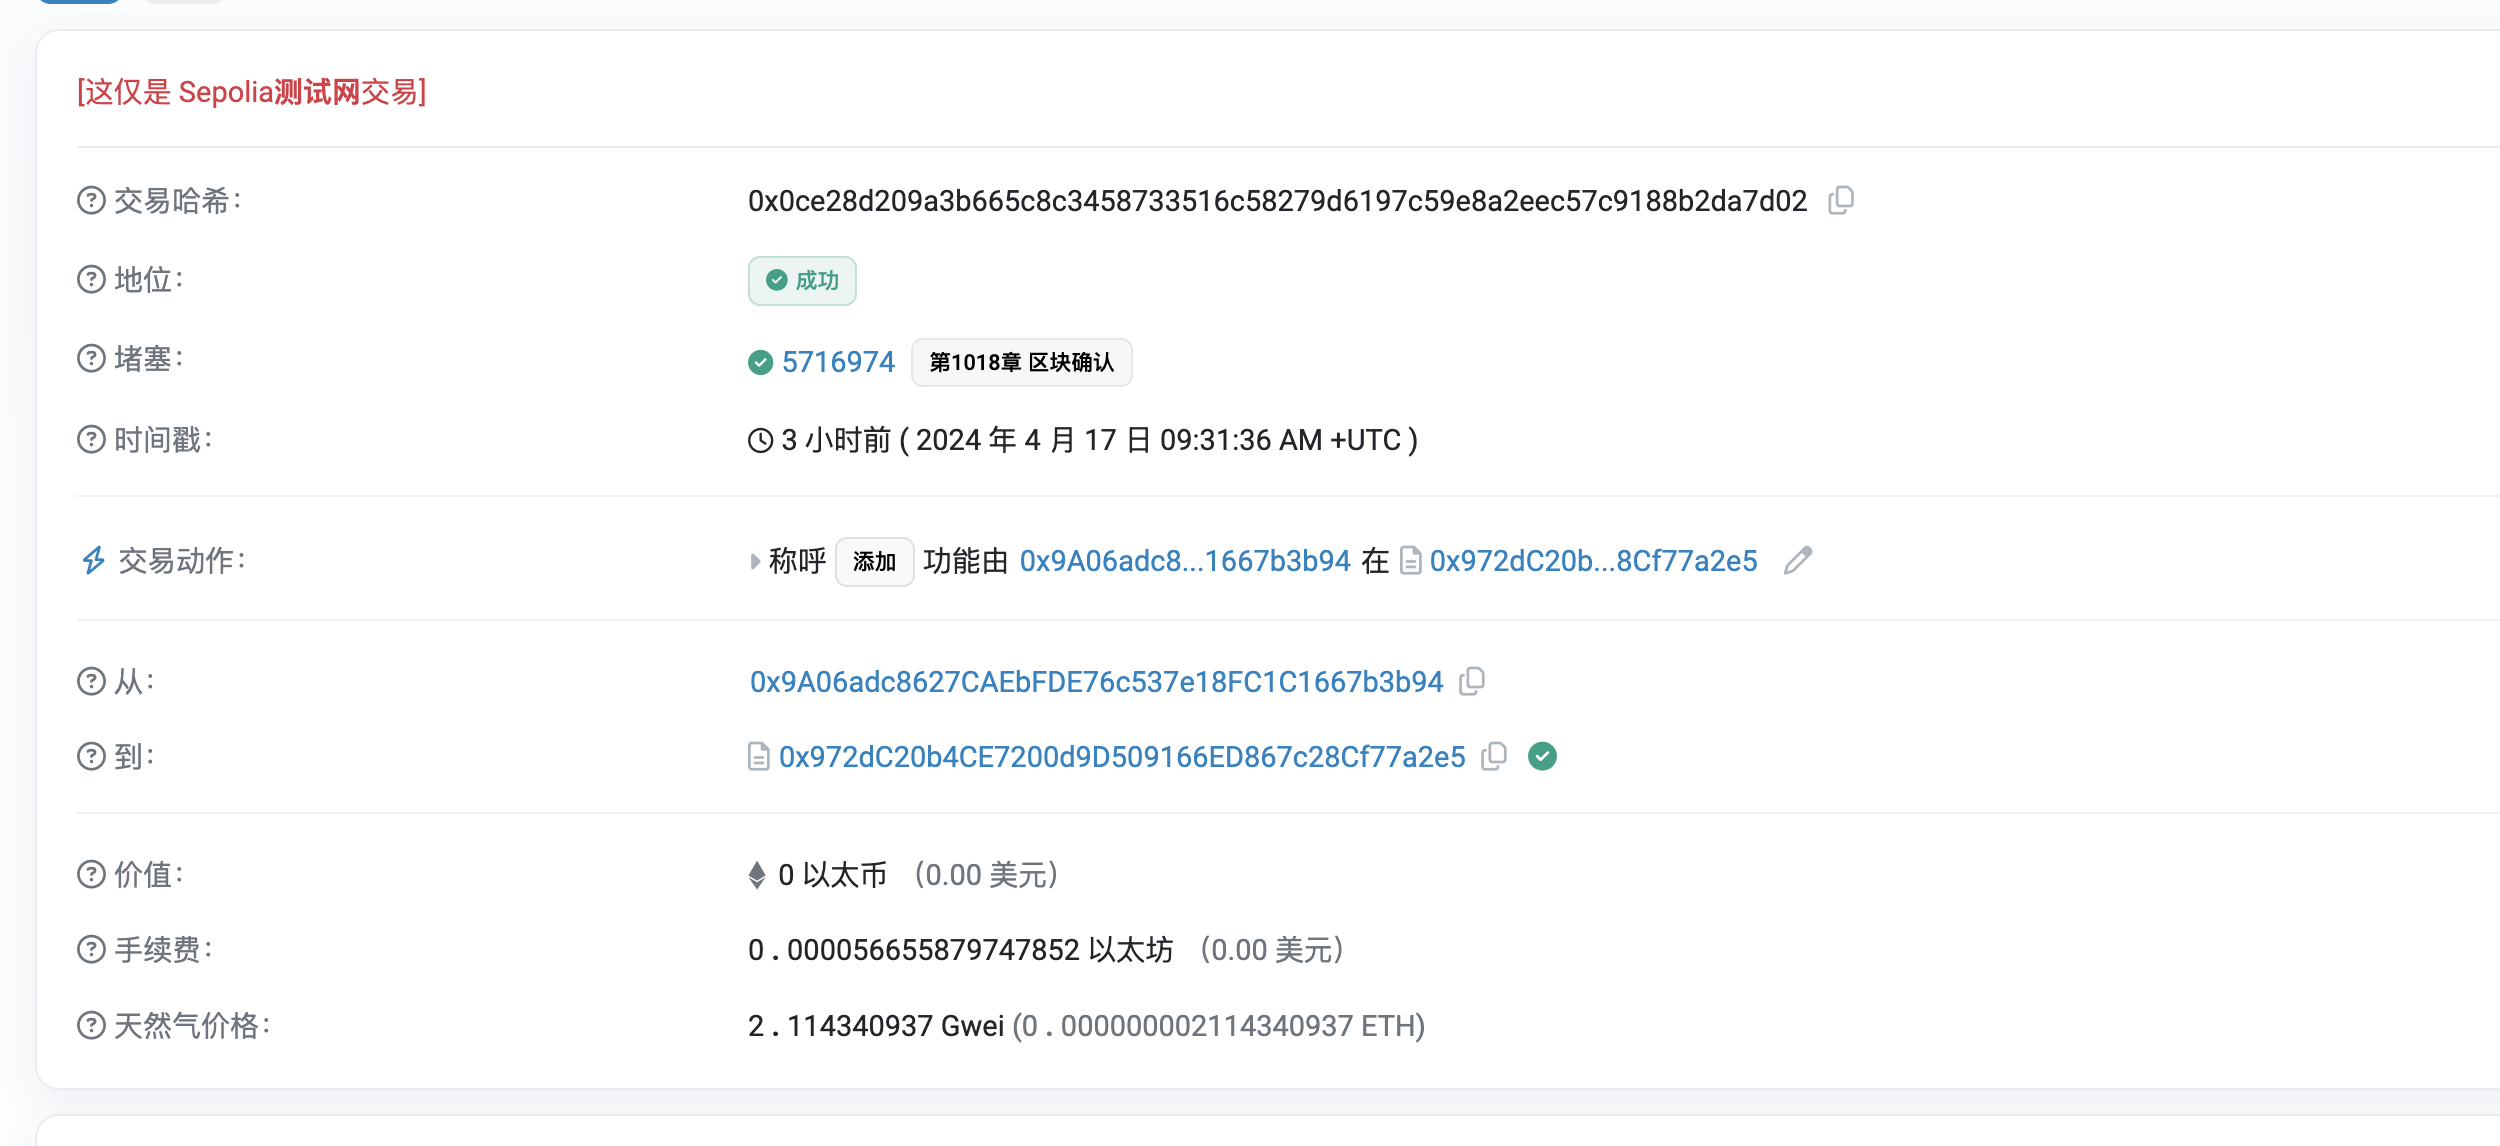 [这仅是 Sepolia测试网交易]
交易哈希： 0x0ce28d209a3b665c8c3458733516c58279d6197c59e8a2eec57c9188b2da7d02
地位： 成功
堵塞： 5716974 第1018章 区块确认
时间戳： 3 小时前 ( 2024 年 4 月 17 日 09:31:36 AM +UTC )
交易动作： 称呼 添加 功能由 0x9A06adc8...1667b3b94 在 0x972dC20b...8Cf77a2e5
从： 0x9A06adc8627CAEbFDE76c537e18FC1C1667b3b94
到： 0x972dC20b4CE7200d9D509166ED867c28Cf77a2e5
价值： 0 以太币 （0.00 美元）
手续费： 0 . 000056655879747852 以太坊 （0.00 美元）
天然气价格： 2 . 114340937 Gwei (0 . 000000002114340937 ETH)